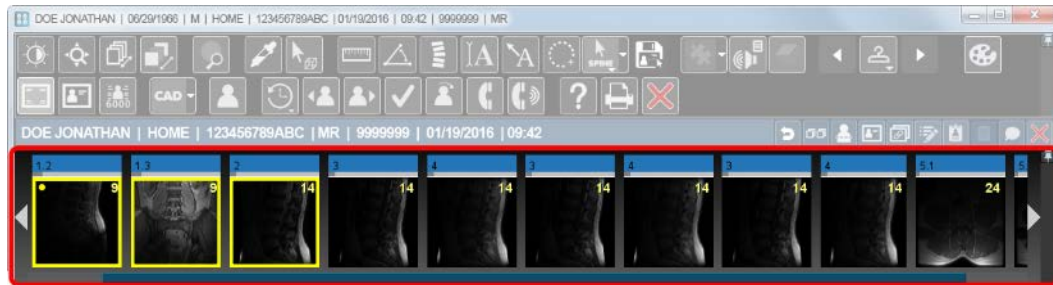 DOE JONATHAN | 06/29/1966 | M | HOME | 123456789ABC | 01/19/2016 | 09:42 | 9999999 | MR
A A SPINE
6000 CAD ?
DOE JONATHAN | HOME | 123456789ABC | MR | 9999999 | 01/19/2016 | 09:42
1.2 1.3 2 3 4 3 4 3 4 5.1 5.
9 9 14 14 14 14 14 14 14 24